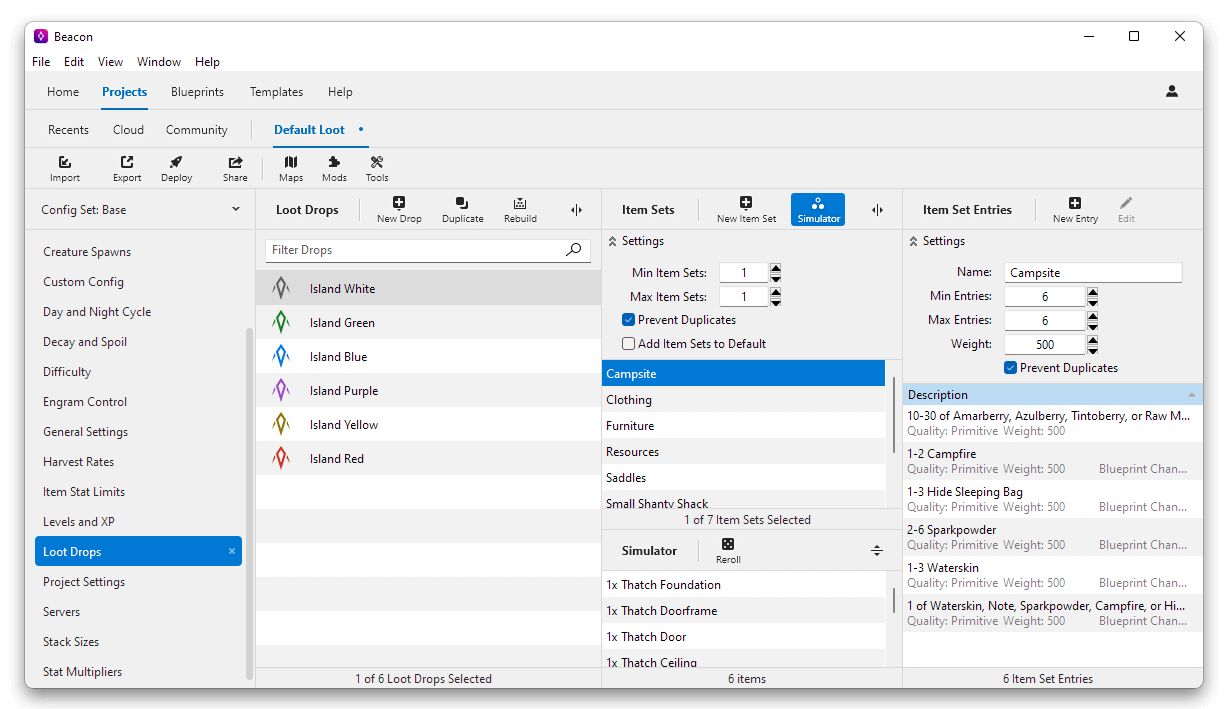 Beacon
File Edit View Window Help
Home Projects Blueprints Templates Help
Recents Cloud Community Default Loot •
Import Export Deploy Share Maps Mods Tools
Config Set: Base
Creature Spawns
Custom Config
Day and Night Cycle
Decay and Spoil
Difficulty
Engram Control
General Settings
Harvest Rates
Item Stat Limits
Levels and XP
Loot Drops
Project Settings
Servers
Stack Sizes
Stat Multipliers
Loot Drops New Drop Duplicate Rebuild
Filter Drops
Island White
Island Green
Island Blue
Island Purple
Island Yellow
Island Red
1 of 6 Loot Drops Selected
Item Sets New Item Set Simulator
Settings
Min Item Sets: 1
Max Item Sets: 1
Prevent Duplicates
Add Item Sets to Default
Campsite
Clothing
Furniture
Resources
Saddles
Small Shanty Shack
1 of 7 Item Sets Selected
Simulator Reroll
1x Thatch Foundation
1x Thatch Doorframe
1x Thatch Door
1x Thatch Ceiling
6 items
Item Set Entries New Entry Edit
Settings
Name: Campsite
Min Entries: 6
Max Entries: 6
Weight: 500
Prevent Duplicates
Description
10-30 of Amarberry, Azulberry, Tintoberry, or Raw M...
Quality: Primitive Weight: 500
1-2 Campfire
Quality: Primitive Weight: 500 Blueprint Chan...
1-3 Hide Sleeping Bag
Quality: Primitive Weight: 500 Blueprint Chan...
2-6 Sparkpowder
Quality: Primitive Weight: 500 Blueprint Chan...
1-3 Waterskin
Quality: Primitive Weight: 500 Blueprint Chan...
1 of Waterskin, Note, Sparkpowder, Campfire, or Hi...
Quality: Primitive Weight: 500 Blueprint Chan...
6 Item Set Entries